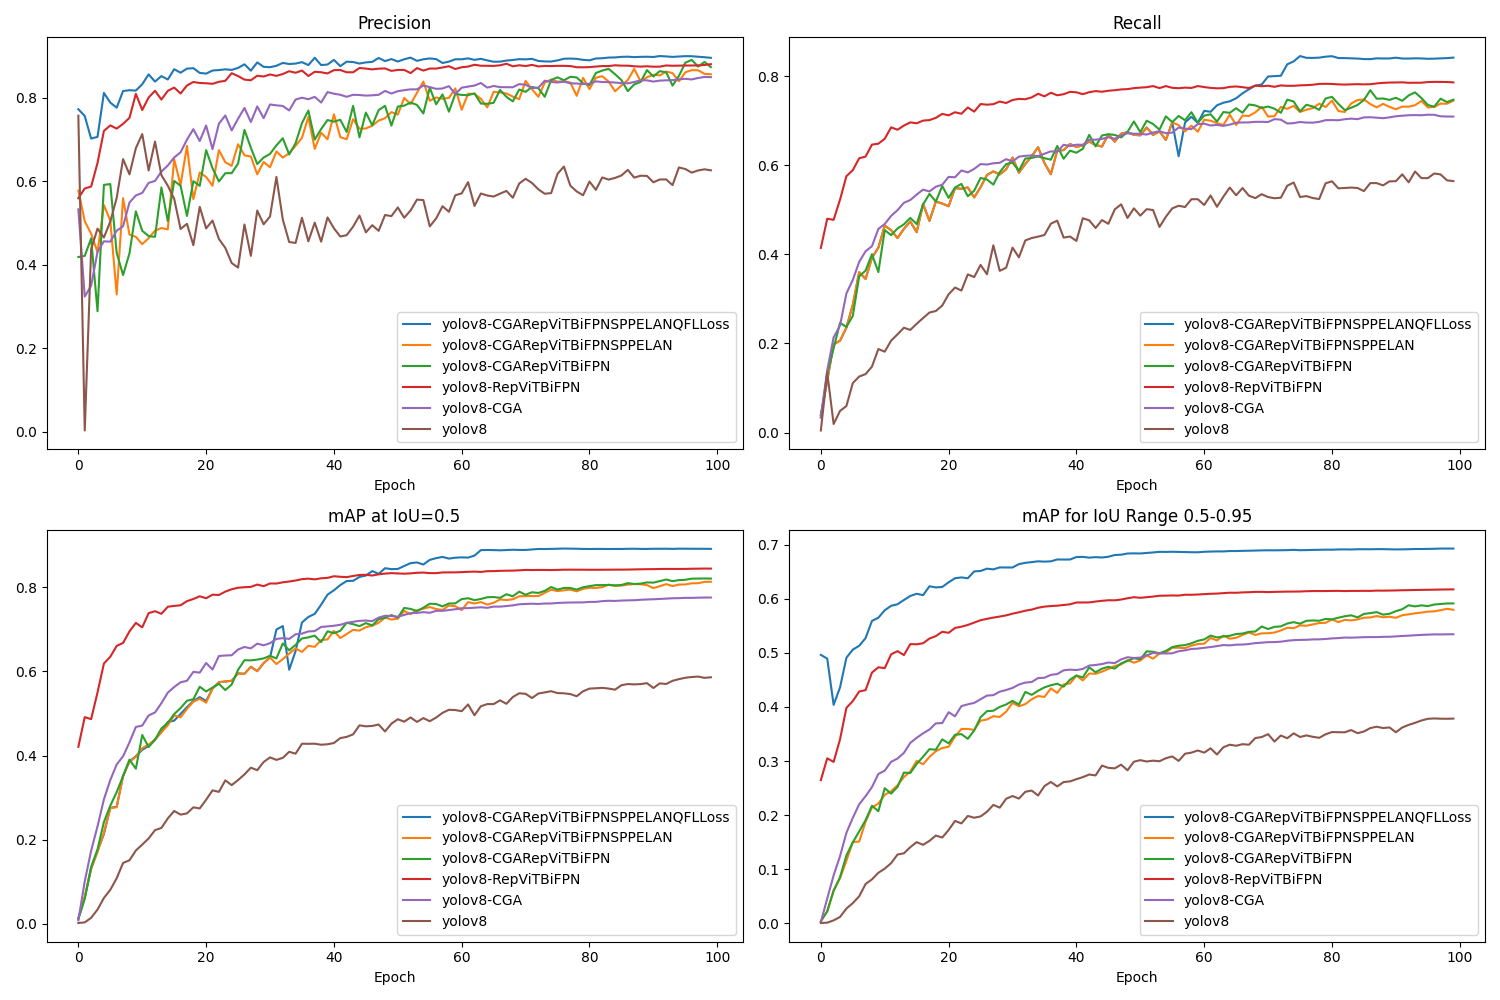 Precision
0.8
0.6
0.4
0.2
0.0
yolov8-CGARepViTBiFPNSPPELANQFLLoss
yolov8-CGARepViTBiFPNSPPELAN
yolov8-CGARepViTBiFPN
yolov8-RepViTBiFPN
yolov8-CGA
yolov8
0 20 40 60 80 100
Epoch
Recall
0.8
0.6
0.4
0.2
0.0
yolov8-CGARepViTBiFPNSPPELANQFLLoss
yolov8-CGARepViTBiFPNSPPELAN
yolov8-CGARepViTBiFPN
yolov8-RepViTBiFPN
yolov8-CGA
yolov8
0 20 40 60 80 100
Epoch
mAP at IoU=0.5
0.8
0.6
0.4
0.2
0.0
yolov8-CGARepViTBiFPNSPPELANQFLLoss
yolov8-CGARepViTBiFPNSPPELAN
yolov8-CGARepViTBiFPN
yolov8-RepViTBiFPN
yolov8-CGA
yolov8
0 20 40 60 80 100
Epoch
mAP for IoU Range 0.5-0.95
0.7
0.6
0.5
0.4
0.3
0.2
0.1
0.0
yolov8-CGARepViTBiFPNSPPELANQFLLoss
yolov8-CGARepViTBiFPNSPPELAN
yolov8-CGARepViTBiFPN
yolov8-RepViTBiFPN
yolov8-CGA
yolov8
0 20 40 60 80 100
Epoch